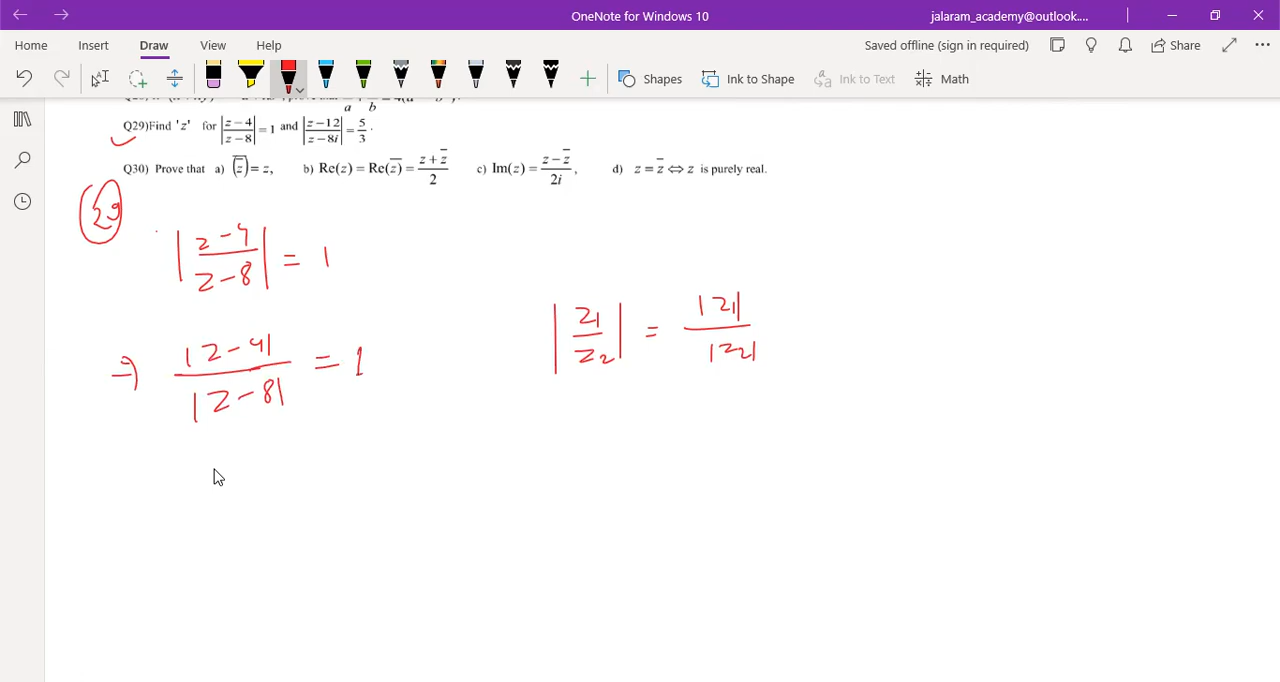 OneNote for Windows 10
jalaram_academy@outlook....
Home Insert Draw View Help
Saved offline (sign in required) Share
Shapes Ink to Shape Ink to Text Math
a b
Q29)Find 'z' for |z−4/z−8| = 1 and |z−12/z−8i| = 5/3 .
Q30) Prove that a) (z̅)̅ = z, b) Re(z) = Re(z̅) = z + z̅/2 c) Im(z) = z − z̅/2i , d) z = z̅ ⇔ z is purely real.
29
|z−4/z−8| = 1
|z1/z2| = |z1|/|z2|
⇒ |z−4|/|z−8| = 1